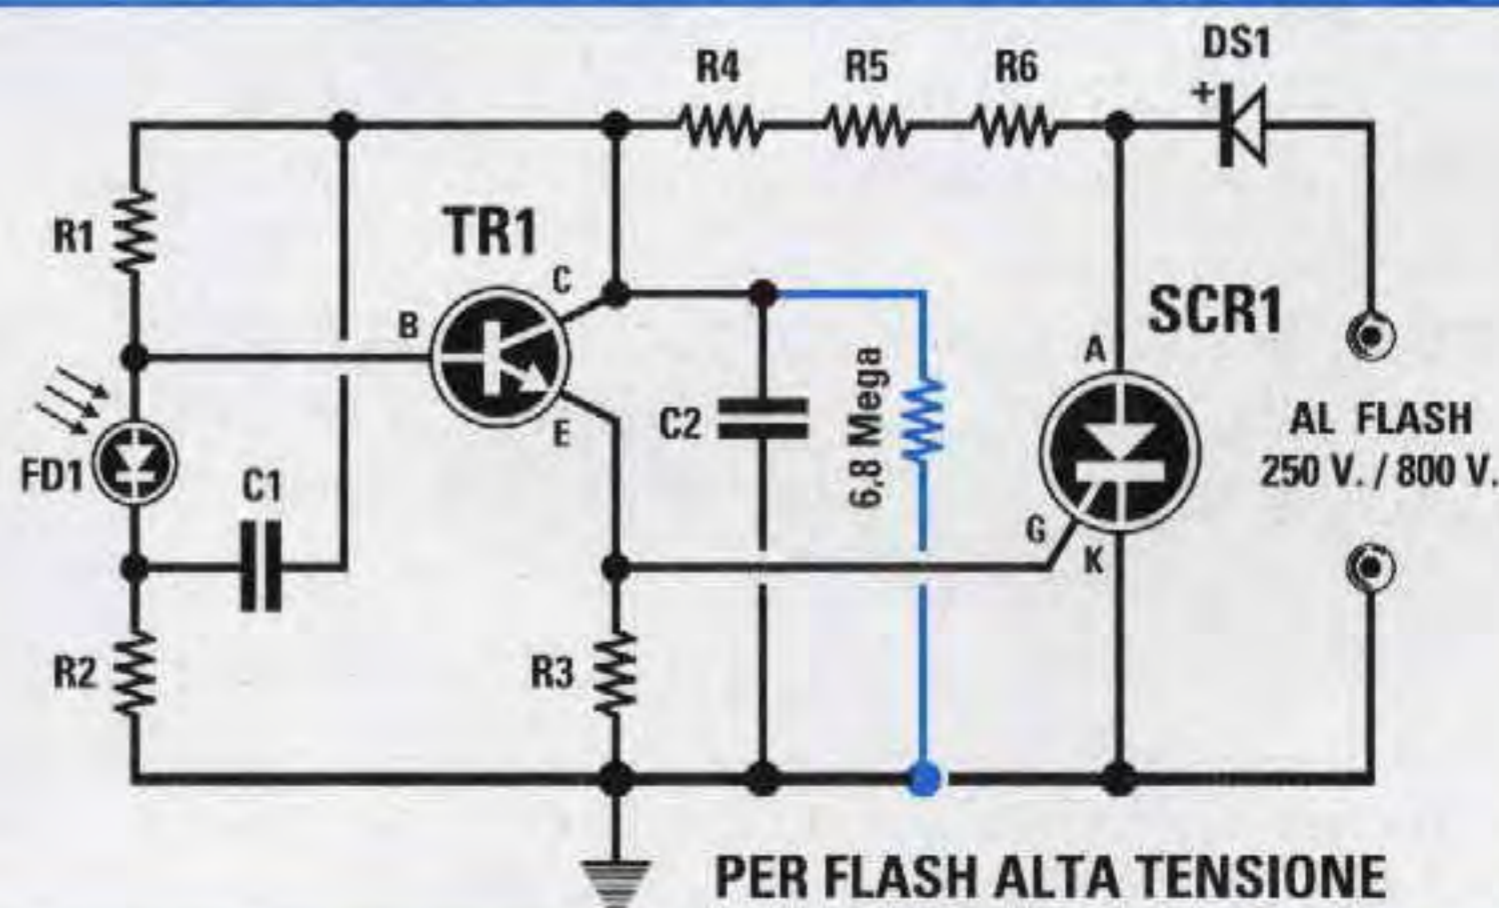 R4
R5
R6
DS1
+
R1
TR1
C
B
E
SCR1
A
FD1
C1
C2
6,8 Mega
AL FLASH
250 V. / 800 V.
G
K
R2
R3
PER FLASH ALTA TENSIONE